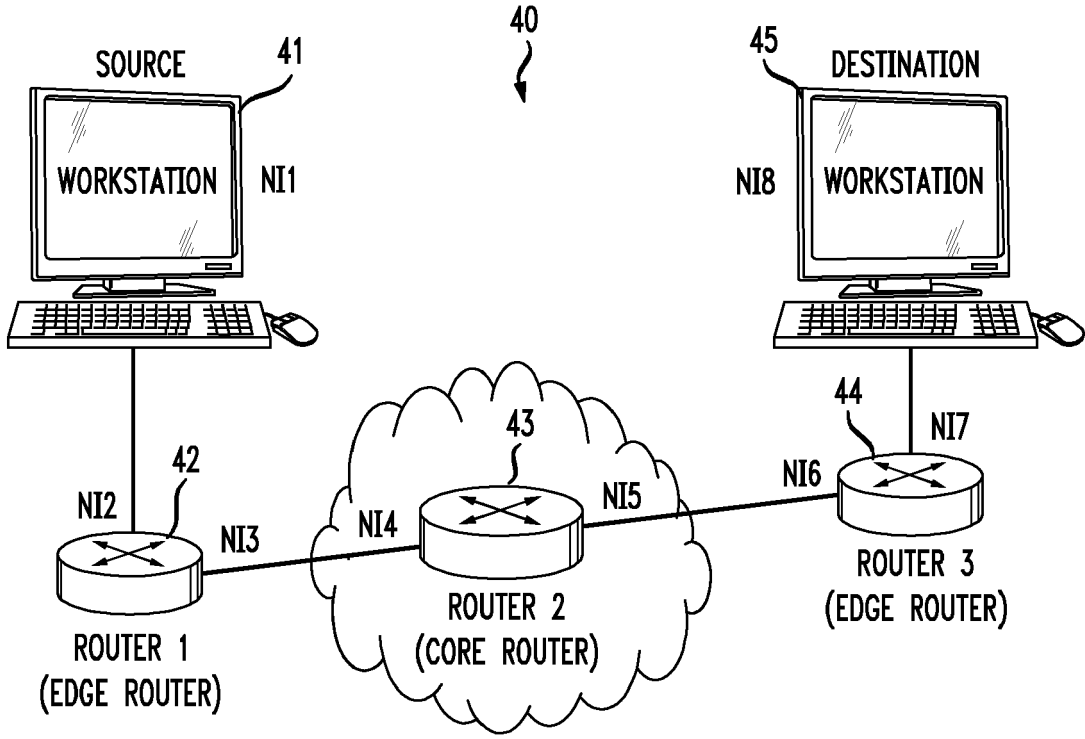 40
SOURCE
41
WORKSTATION
NI1
45
DESTINATION
NI8
WORKSTATION
42
NI2
NI3
ROUTER 1
(EDGE ROUTER)
43
NI4
NI5
ROUTER 2
(CORE ROUTER)
44
NI7
NI6
ROUTER 3
(EDGE ROUTER)